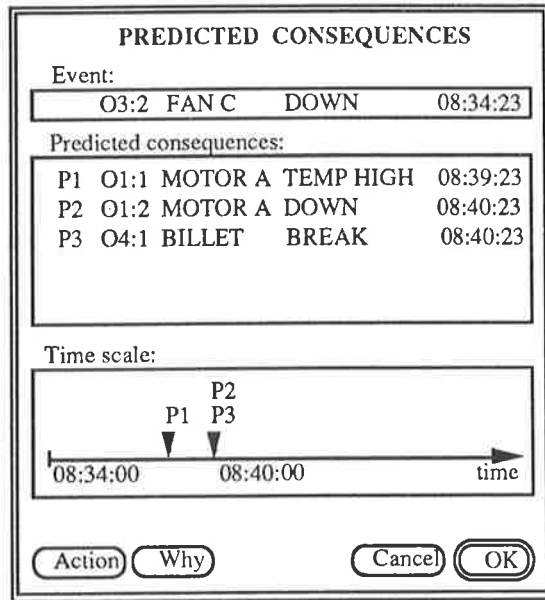 PREDICTED CONSEQUENCES
Event:
O3:2 FAN C DOWN 08:34:23
Predicted consequences:
P1 O1:1 MOTOR A TEMP HIGH 08:39:23
P2 O1:2 MOTOR A DOWN 08:40:23
P3 O4:1 BILLET BREAK 08:40:23
Time scale:
P2
P1 P3
08:34:00 08:40:00 time
Action Why Cancel OK